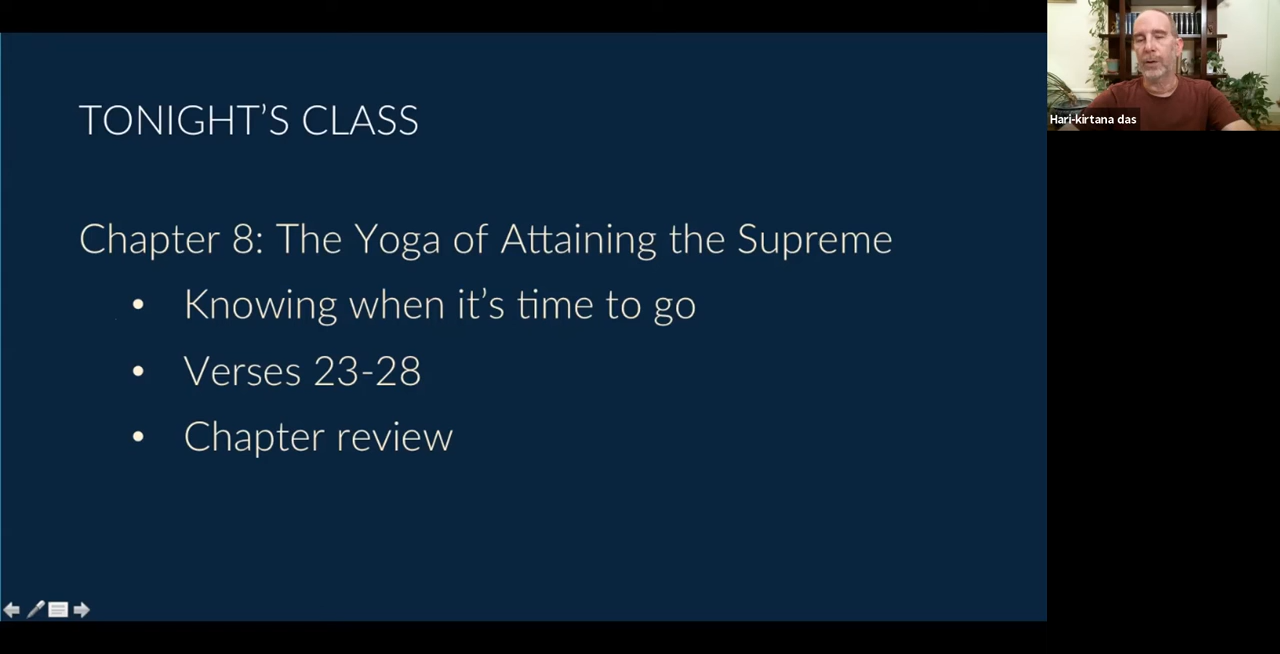 TONIGHT'S CLASS
Chapter 8: The Yoga of Attaining the Supreme
• Knowing when it's time to go
• Verses 23-28
• Chapter review
Hari-kirtana das